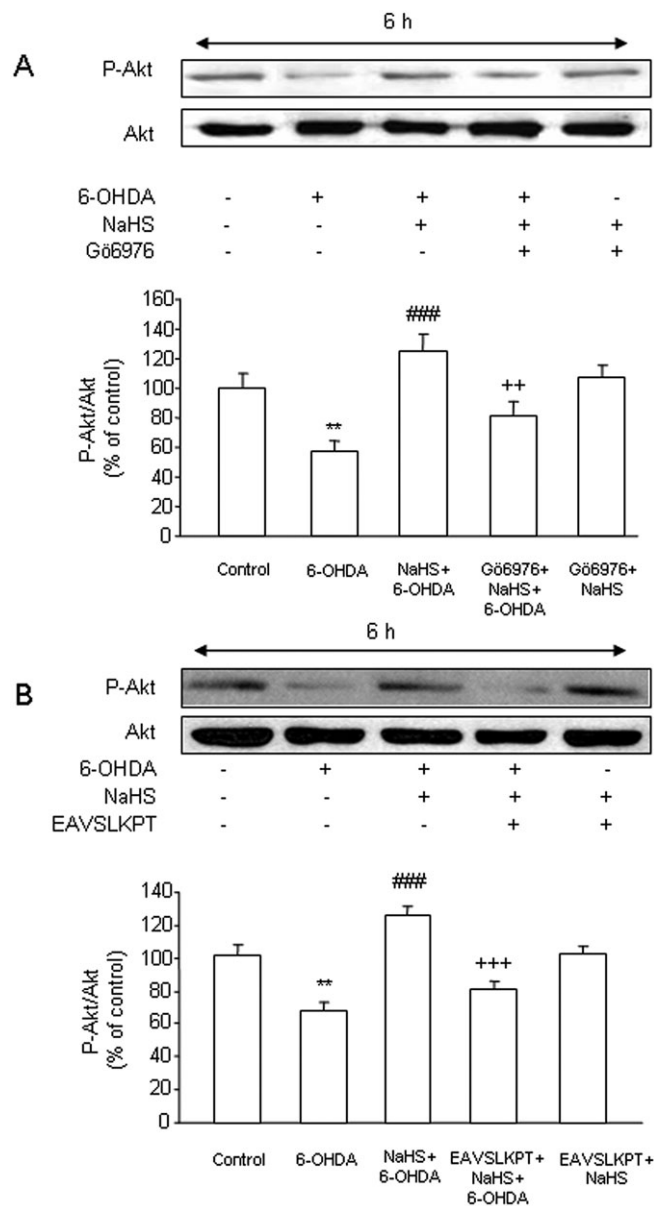 6 h
A
P-Akt
Akt
6-OHDA - + + + -
NaHS - - + + +
Gö6976 - - - + +
160
140
120
100
80
60
40
20
0
P-Akt/Akt
(% of control)
**
###
++
Control 6-OHDA NaHS+ Gö6976+ Gö6976+
6-OHDA NaHS+ NaHS
6-OHDA
6 h
B
P-Akt
Akt
6-OHDA - + + + -
NaHS - - + + +
EAVSLKPT - - - + +
140
120
100
80
60
40
20
0
P-Akt/Akt
(% of control)
**
###
+++
Control 6-OHDA NaHS+ EAVSLKPT+ EAVSLKPT+
6-OHDA NaHS+ NaHS
6-OHDA